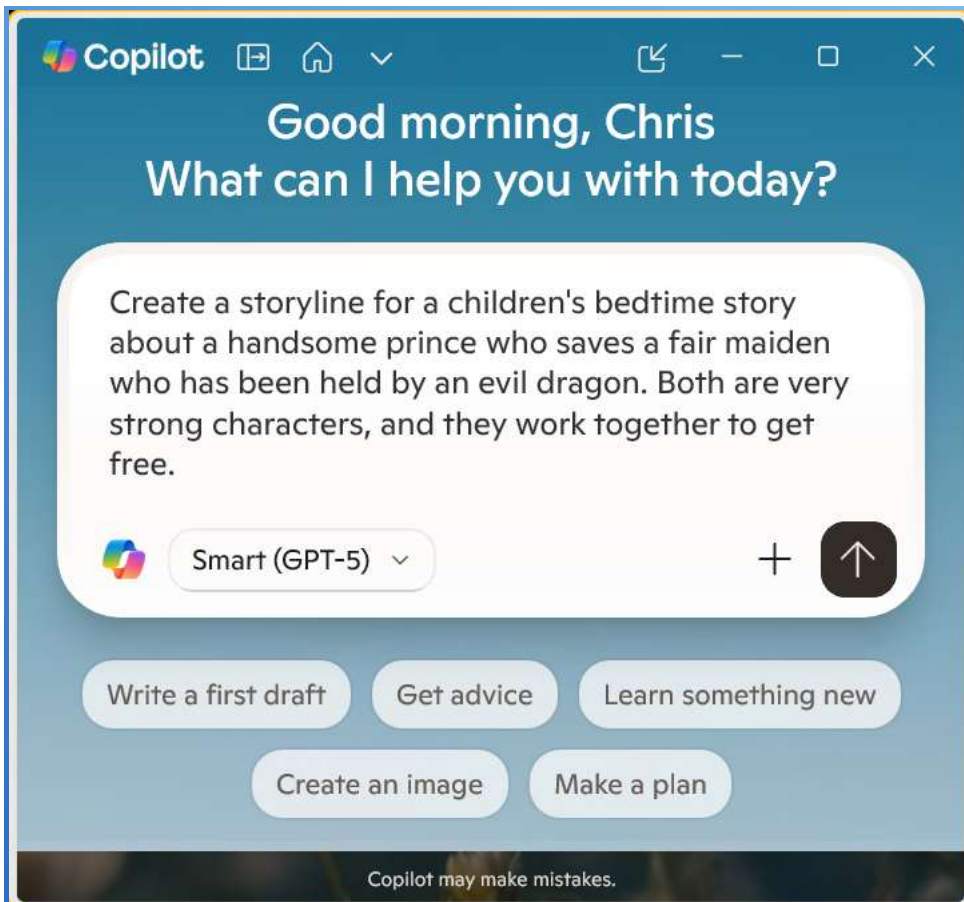 Copilot
Good morning, Chris
What can I help you with today?
Create a storyline for a children's bedtime story
about a handsome prince who saves a fair maiden
who has been held by an evil dragon. Both are very
strong characters, and they work together to get
free.
Smart (GPT-5)
Write a first draft
Get advice
Learn something new
Create an image
Make a plan
Copilot may make mistakes.